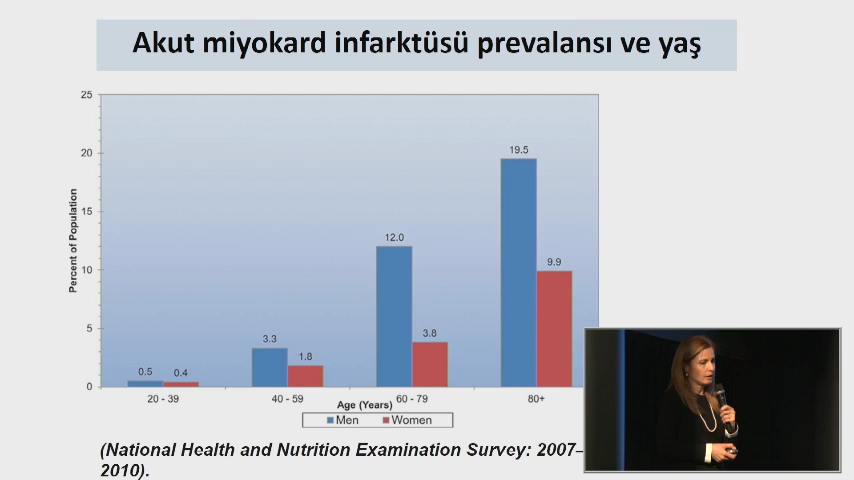 Akut miyokard infarktüsü prevalansı ve yaş
25
20
15
10
5
0
Percent of Population
0.5
0.4
3.3
1.8
12.0
3.8
19.5
9.9
20 - 39
40 - 59
60 - 79
80+
Age (Years)
Men
Women
(National Health and Nutrition Examination Survey: 2007–
2010).